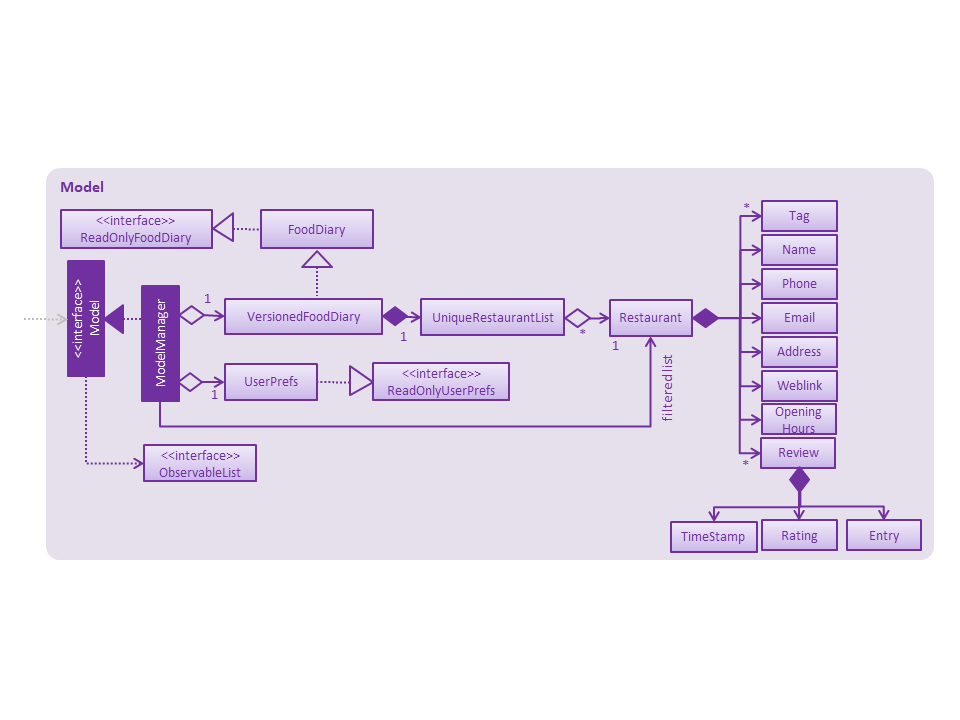 Model
<<interface>>
ReadOnlyFoodDiary
FoodDiary
<<interface>>
Model
ModelManager
1
VersionedFoodDiary
1
UniqueRestaurantList
*
Restaurant
1
filtered list
1
UserPrefs
<<interface>>
ReadOnlyUserPrefs
<<interface>>
ObservableList
*
Tag
Name
Phone
Email
Address
Weblink
Opening
Hours
*
Review
TimeStamp
Rating
Entry